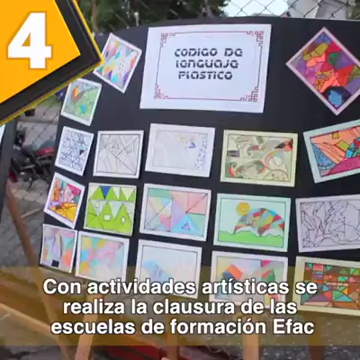 4
CODIGO DE
LENGUAJE
PLASTICO
Con actividades artísticas se
realiza la clausura de las
escuelas de formación Efac